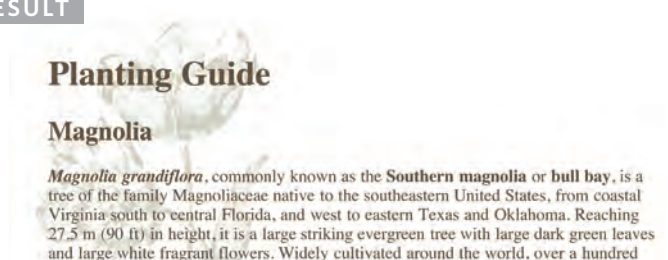 ESULT
Planting Guide
Magnolia
Magnolia grandiflora, commonly known as the Southern magnolia or bull bay, is a
tree of the family Magnoliaceae native to the southeastern United States, from coastal
Virginia south to central Florida, and west to eastern Texas and Oklahoma. Reaching
27.5 m (90 ft) in height, it is a large striking evergreen tree with large dark green leaves
and large white fragrant flowers. Widely cultivated around the world, over a hundred